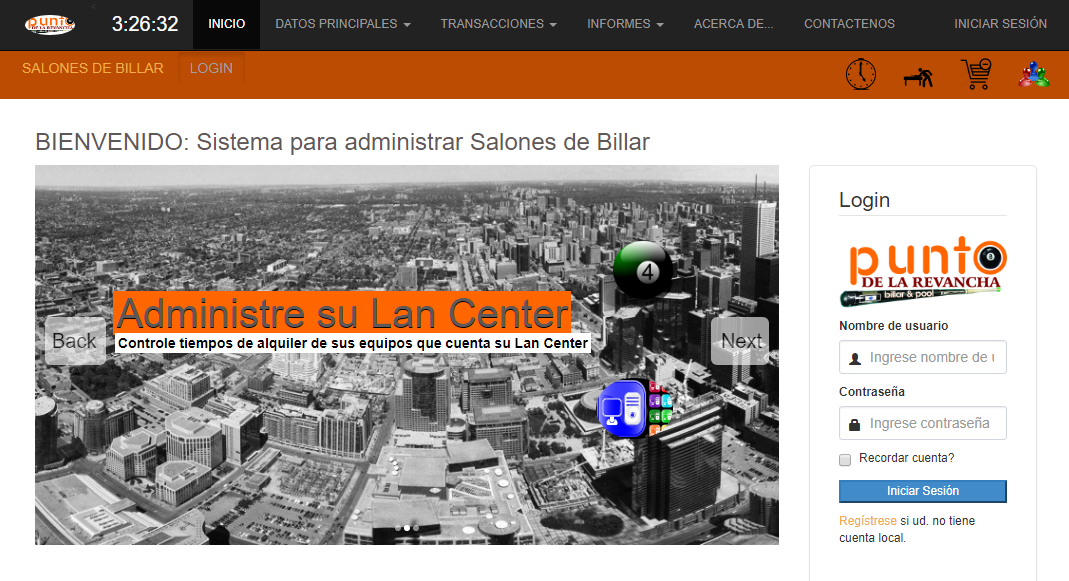 punto
DE LA REVANCHA
3:26:32
INICIO
DATOS PRINCIPALES
TRANSACCIONES
INFORMES
ACERCA DE...
CONTACTENOS
INICIAR SESIÓN
SALONES DE BILLAR
LOGIN
BIENVENIDO: Sistema para administrar Salones de Billar
4
Administre su Lan Center
Controle tiempos de alquiler de sus equipos que cuenta su Lan Center
Back
Next
Login
punto
8
DE LA REVANCHA
billar & pool
Nombre de usuario
Ingrese nombre de u
Contraseña
Ingrese contraseña
Recordar cuenta?
Iniciar Sesión
Regístrese si ud. no tiene
cuenta local.